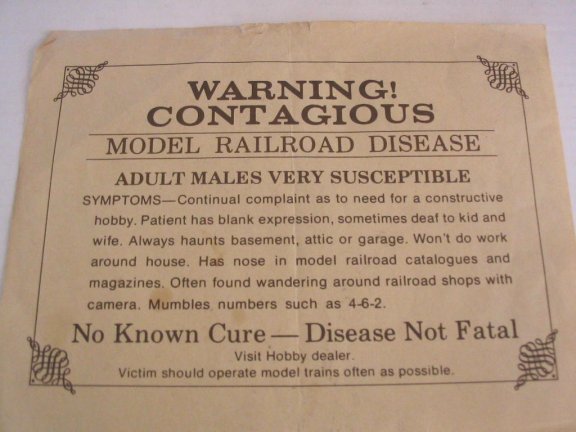 WARNING!
CONTAGIOUS
MODEL RAILROAD DISEASE
ADULT MALES VERY SUSCEPTIBLE
SYMPTOMS—Continual complaint as to need for a constructive
hobby. Patient has blank expression, sometimes deaf to kid and
wife. Always haunts basement, attic or garage. Won't do work
around house. Has nose in model railroad catalogues and
magazines. Often found wandering around railroad shops with
camera. Mumbles numbers such as 4-6-2.
No Known Cure — Disease Not Fatal
Visit Hobby dealer.
Victim should operate model trains often as possible.